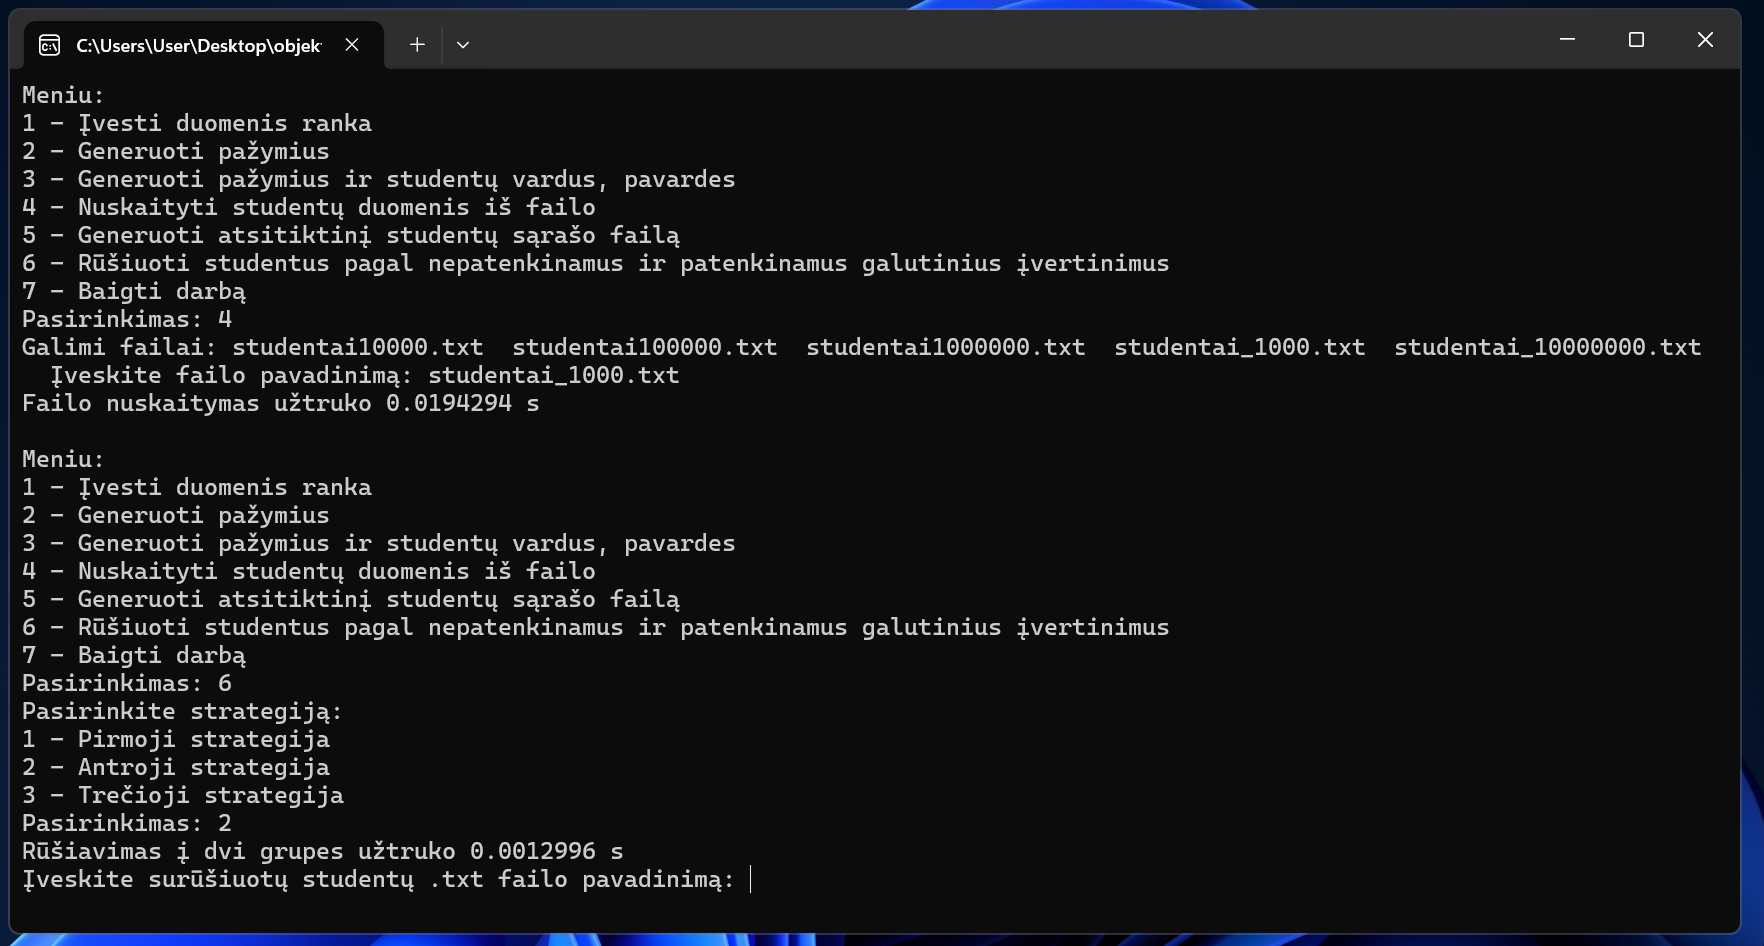 C:\Users\User\Desktop\objek
Meniu:
1 - Įvesti duomenis ranka
2 - Generuoti pažymius
3 - Generuoti pažymius ir studentų vardus, pavardes
4 - Nuskaityti studentų duomenis iš failo
5 - Generuoti atsitiktinį studentų sąrašo failą
6 - Rūšiuoti studentus pagal nepatenkinamus ir patenkinamus galutinius įvertinimus
7 - Baigti darbą
Pasirinkimas: 4
Galimi failai: studentai10000.txt  studentai100000.txt  studentai1000000.txt  studentai_1000.txt  studentai_10000000.txt
  Įveskite failo pavadinimą: studentai_1000.txt
Failo nuskaitymas užtruko 0.0194294 s
Meniu:
1 - Įvesti duomenis ranka
2 - Generuoti pažymius
3 - Generuoti pažymius ir studentų vardus, pavardes
4 - Nuskaityti studentų duomenis iš failo
5 - Generuoti atsitiktinį studentų sąrašo failą
6 - Rūšiuoti studentus pagal nepatenkinamus ir patenkinamus galutinius įvertinimus
7 - Baigti darbą
Pasirinkimas: 6
Pasirinkite strategiją:
1 - Pirmoji strategija
2 - Antroji strategija
3 - Trečioji strategija
Pasirinkimas: 2
Rūšiavimas į dvi grupes užtruko 0.0012996 s
Įveskite surūšiuotų studentų .txt failo pavadinimą: